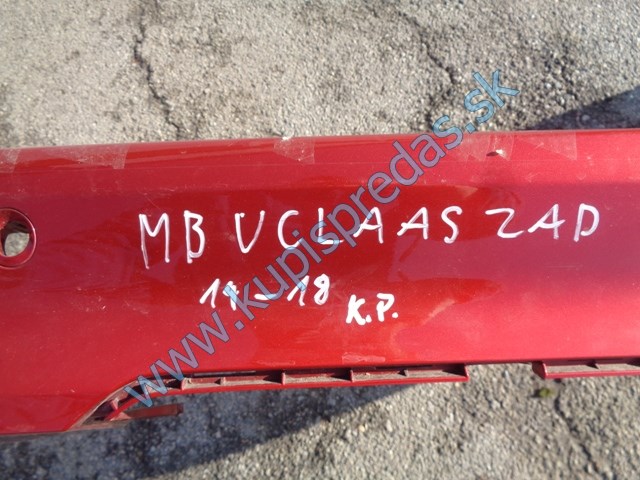 MB VCLAAS ZAD
14-18
K.P.
www.kupispredas.sk